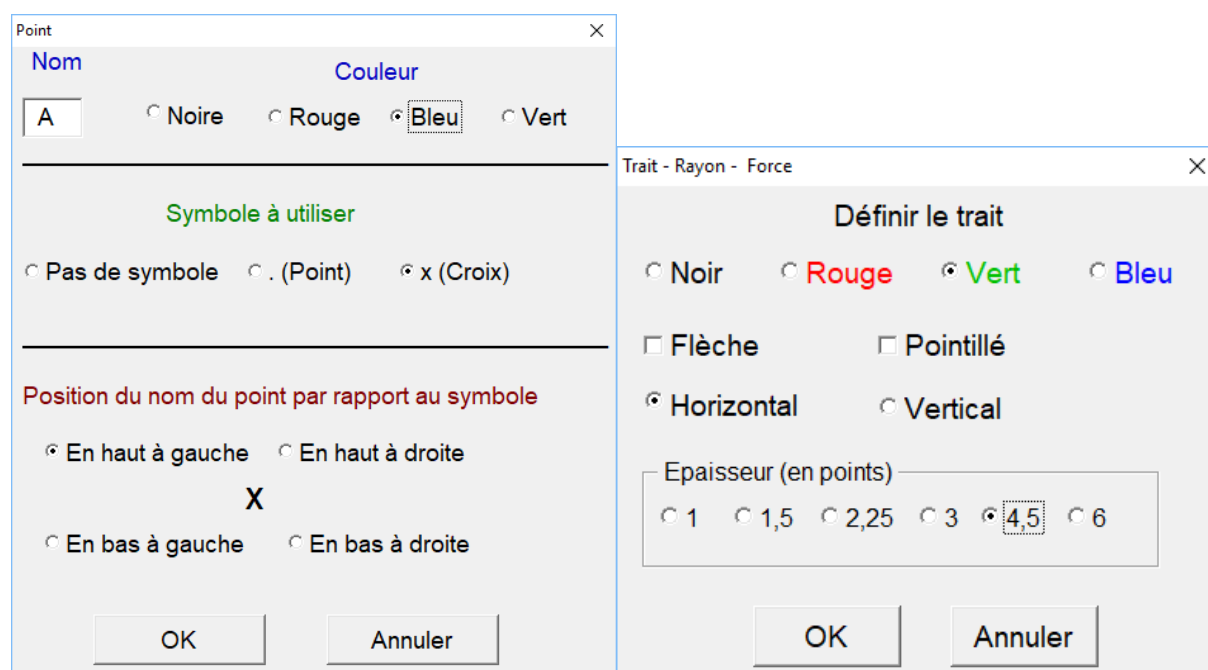 Point
Nom
Couleur
A
Noire
Rouge
Bleu
Vert
Symbole à utiliser
Pas de symbole
. (Point)
x (Croix)
Position du nom du point par rapport au symbole
En haut à gauche
En haut à droite
X
En bas à gauche
En bas à droite
OK
Annuler
Trait - Rayon - Force
Définir le trait
Noir
Rouge
Vert
Bleu
Flèche
Pointillé
Horizontal
Vertical
Epaisseur (en points)
1
1,5
2,25
3
4,5
6
OK
Annuler